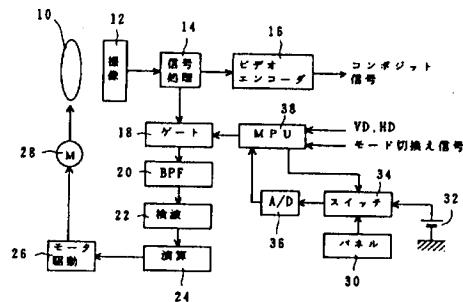 10
12
撮像
14
信号
処理
16
ビデオ
エンコーダ
コンポジット
信号
18
ゲート
38
MPU
VD,HD
モード切換え信号
28
M
20
BPF
34
スイッチ
32
22
検波
A/D
36
26
モータ
駆動
演算
24
パネル
30